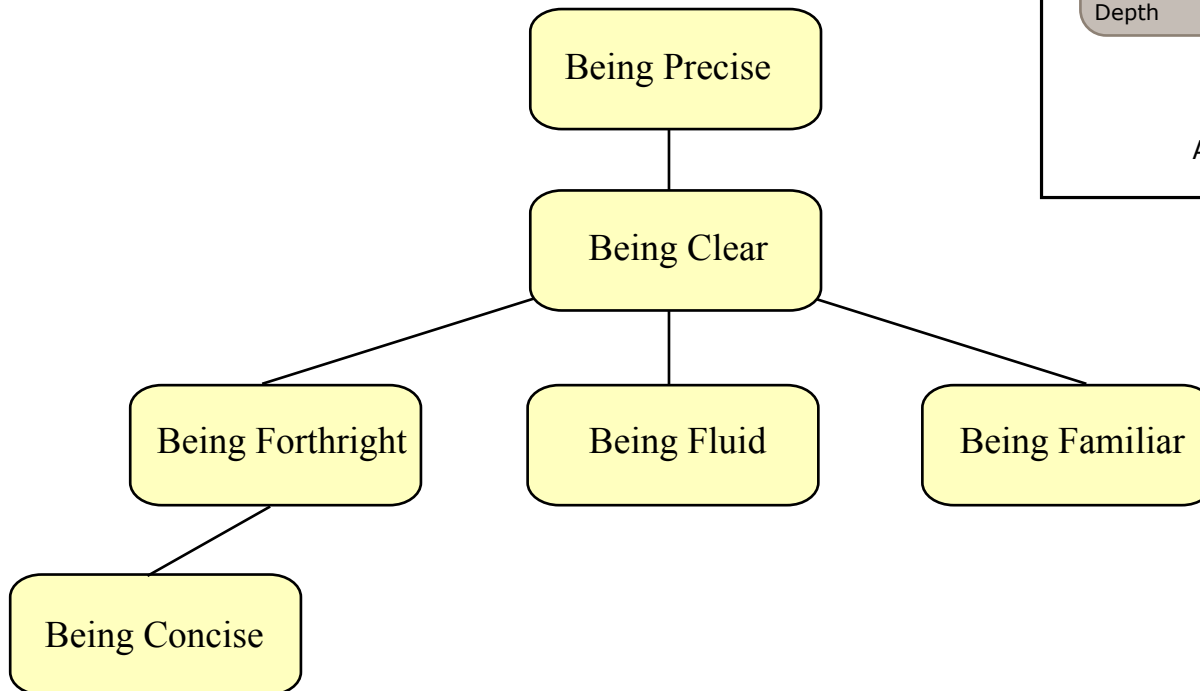 Depth
Being Precise
Being Clear
Being Forthright
Being Fluid
Being Familiar
Being Concise